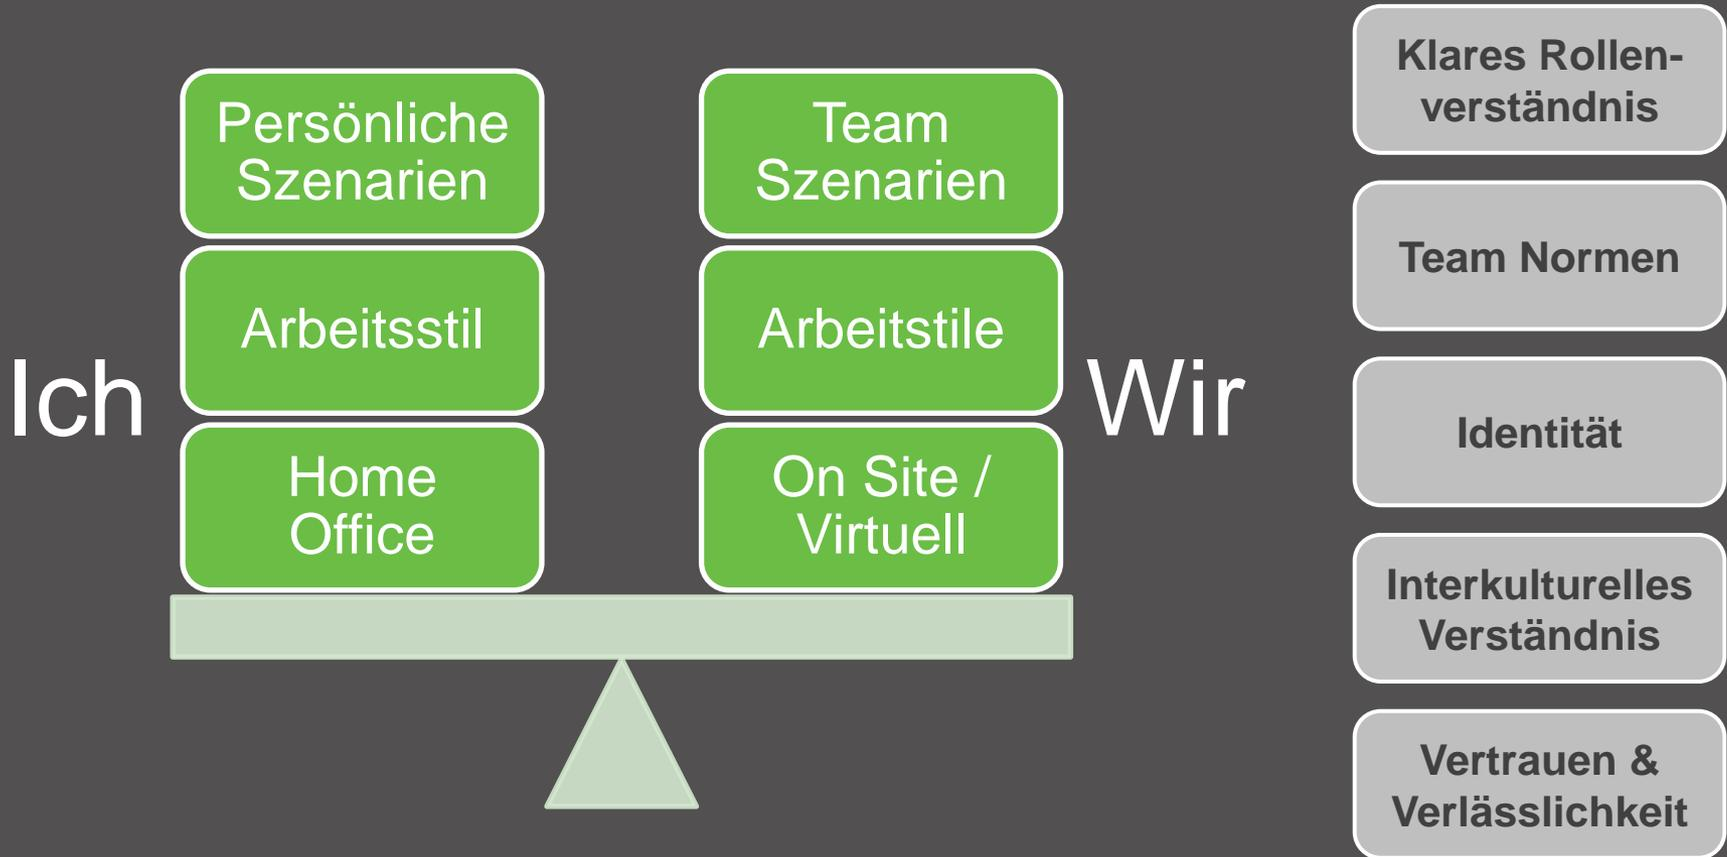 Ich
Persönliche
Szenarien
Arbeitsstil
Home
Office
Team
Szenarien
Arbeitstile
On Site /
Virtuell
Wir
Klares Rollen-
verständnis
Team Normen
Identität
Interkulturelles
Verständnis
Vertrauen &
Verlässlichkeit